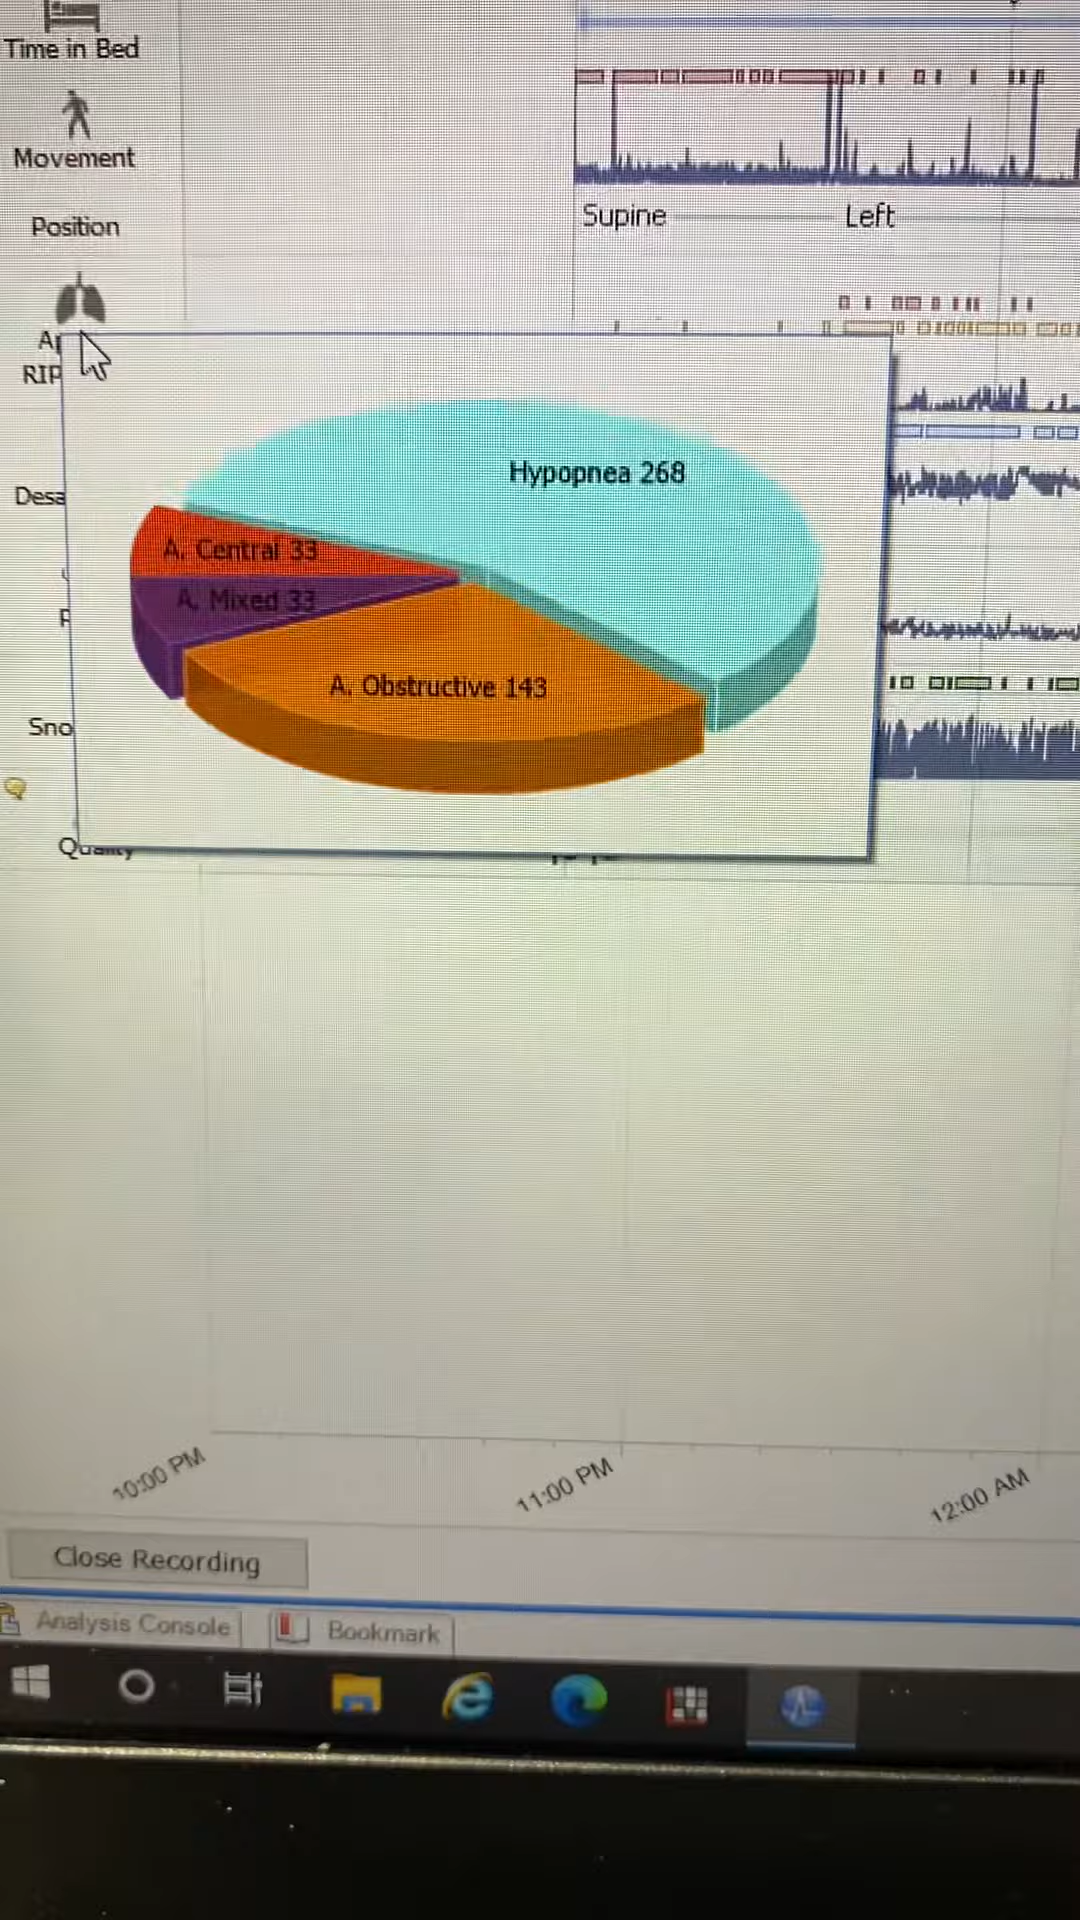 Time in Bed
Movement
Position
Supine
Left
RIP
Desa
Hypopnea 268
A. Central 33
A. Mixed 33
A. Obstructive 143
Sno
Quality
10:00 PM
11:00 PM
12:00 AM
Close Recording
Analysis Console
Bookmark